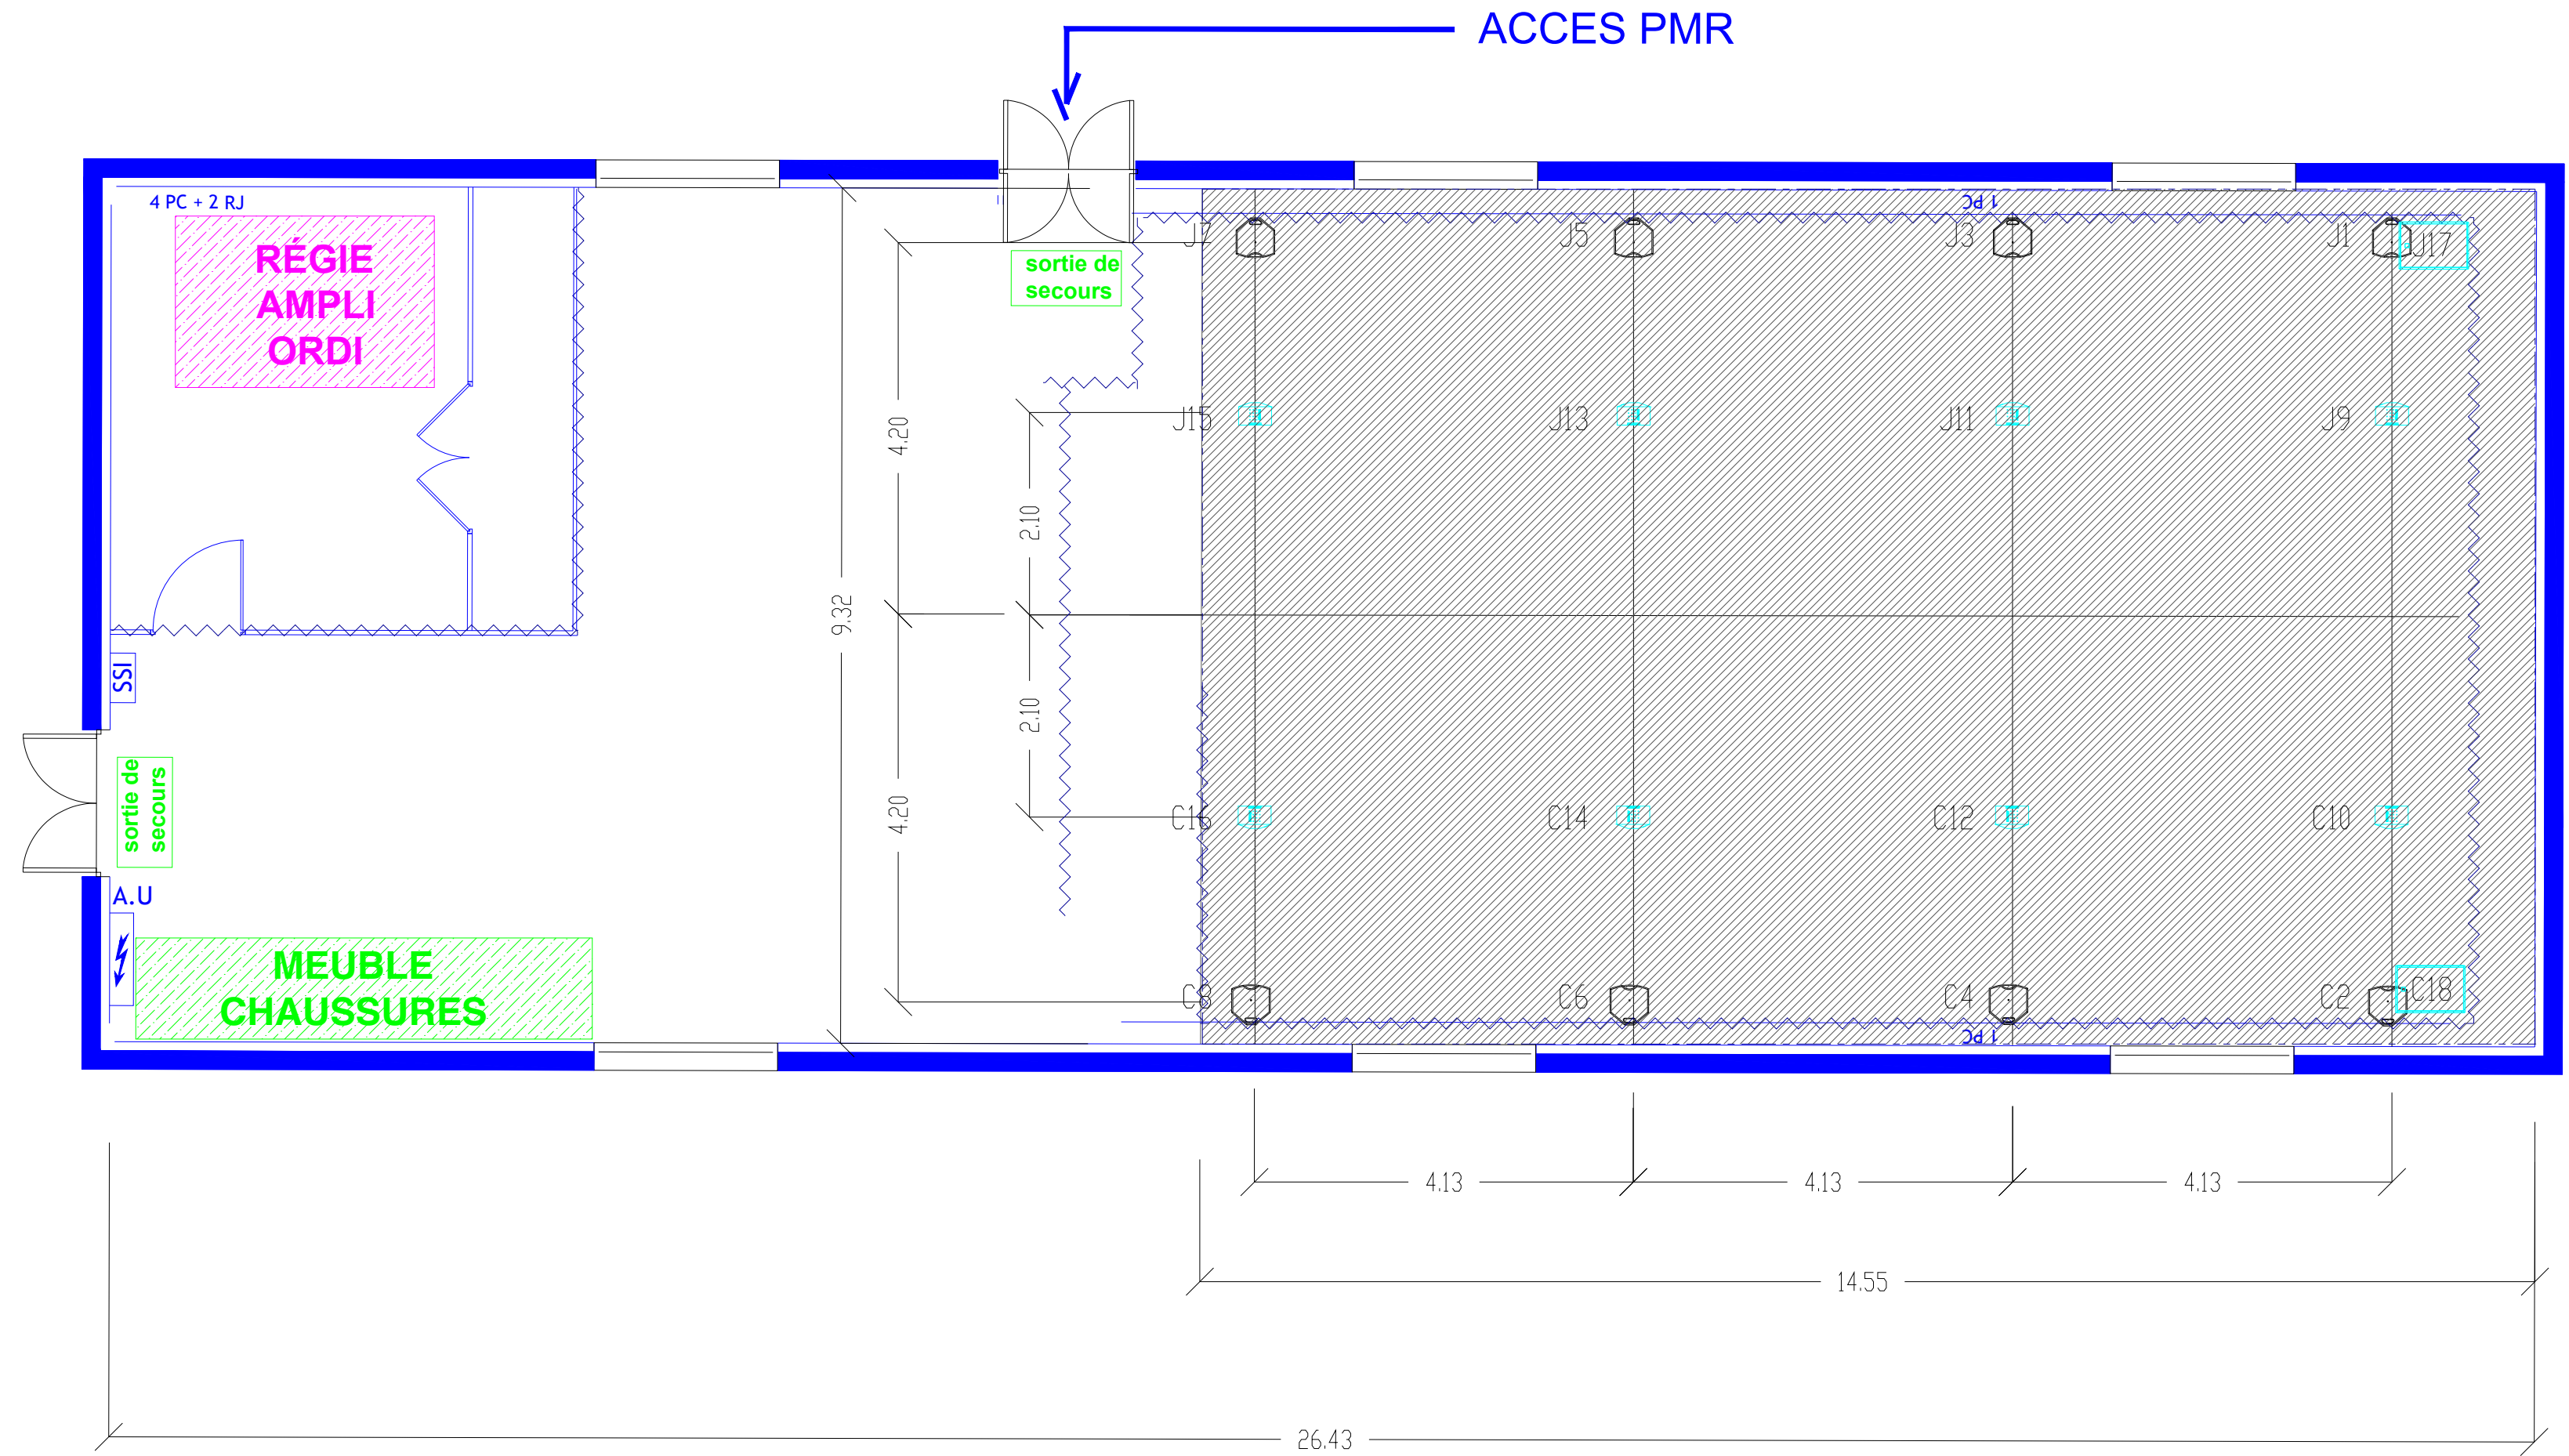 ACCES PMR
4 PC + 2 RJ
1 PC
RÉGIE
AMPLI
ORDI
sortie de
secours
J7
J5
J3
J1
J17
J15
J13
J11
J9
4.20
2.10
9.32
SSI
2.10
4.20
sortie de
secours
C16
C14
C12
C10
A.U
MEUBLE
CHAUSSURES
C8
C6
C4
C2
C18
1 PC
4.13
4.13
4.13
14.55
26.43